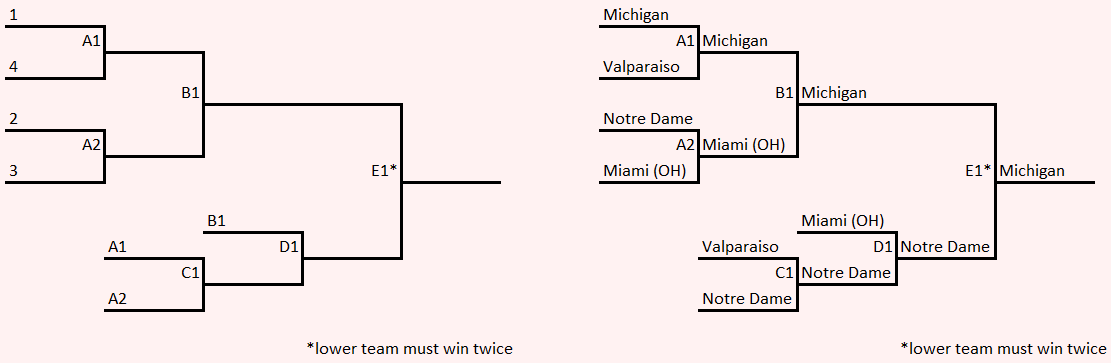 1
A1
4
B1
2
A2
3
E1*
B1
A1
D1
C1
A2
*lower team must win twice
Michigan
A1 Michigan
Valparaiso
B1 Michigan
Notre Dame
A2 Miami (OH)
Miami (OH)
E1* Michigan
Miami (OH)
Valparaiso
D1 Notre Dame
C1 Notre Dame
Notre Dame
*lower team must win twice